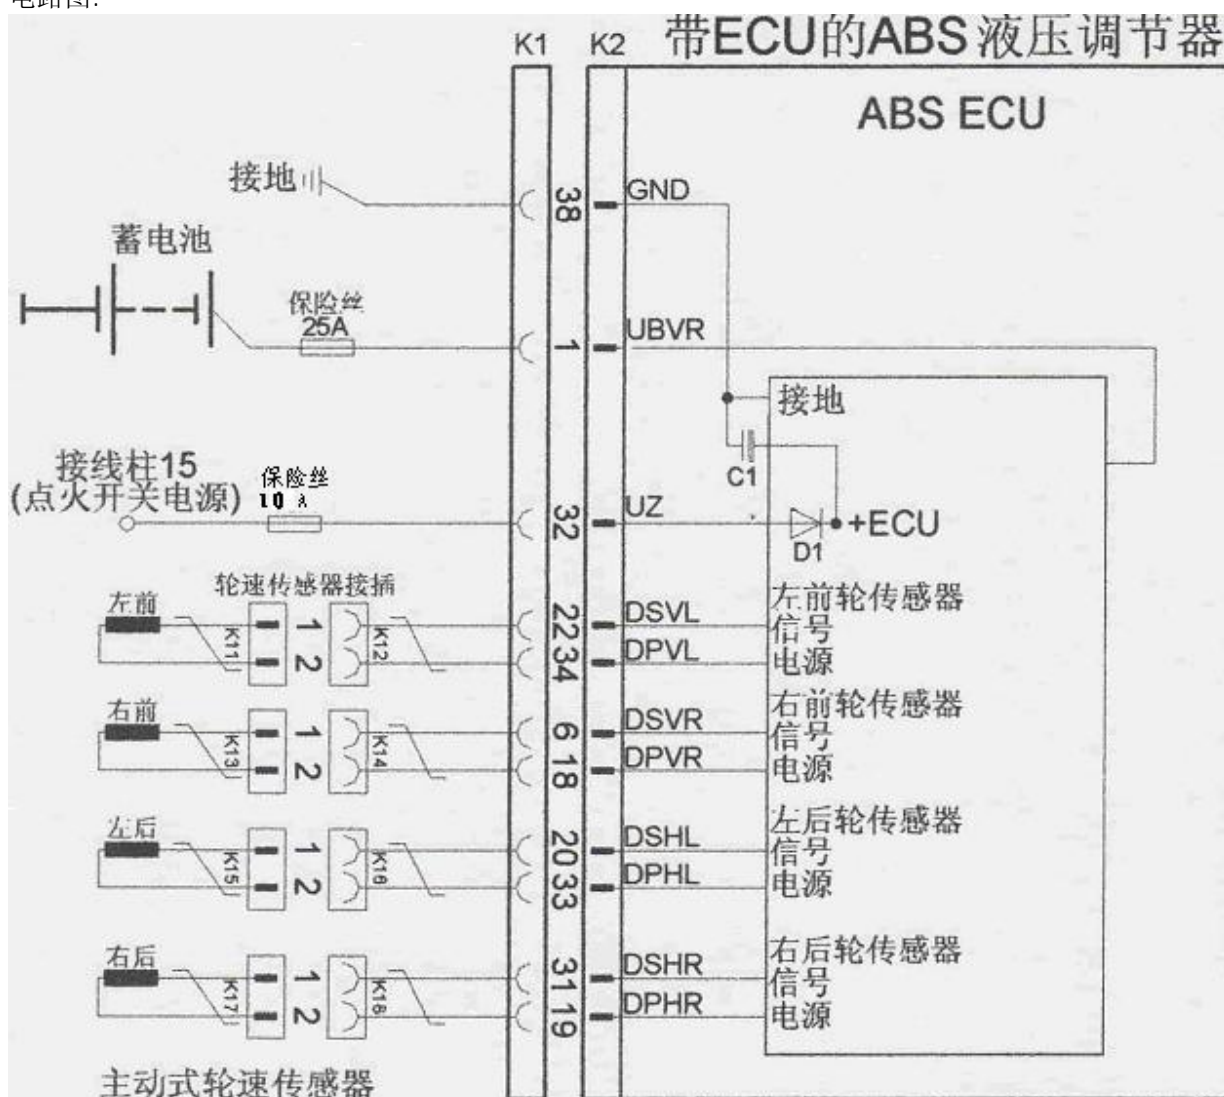 电路图:
K1 K2 带ECU的ABS液压调节器
ABS ECU
接地 38 GND
蓄电池
保险丝
25A
1 UBVR
接地
C1
接线柱15
(点火开关电源)
保险丝
10 A
32 UZ
D1
+ECU
轮速传感器接插
左前 K11 1 2 K12 22 34 DSVL DPVL
左前轮传感器
信号
电源
右前 K13 1 2 K14 6 18 DSVR DPVR
右前轮传感器
信号
电源
左后 K15 1 2 K16 20 33 DSHL DPHL
左后轮传感器
信号
电源
右后 K17 1 2 K18 31 19 DSHR DPHR
右后轮传感器
信号
电源
主动式轮速传感器